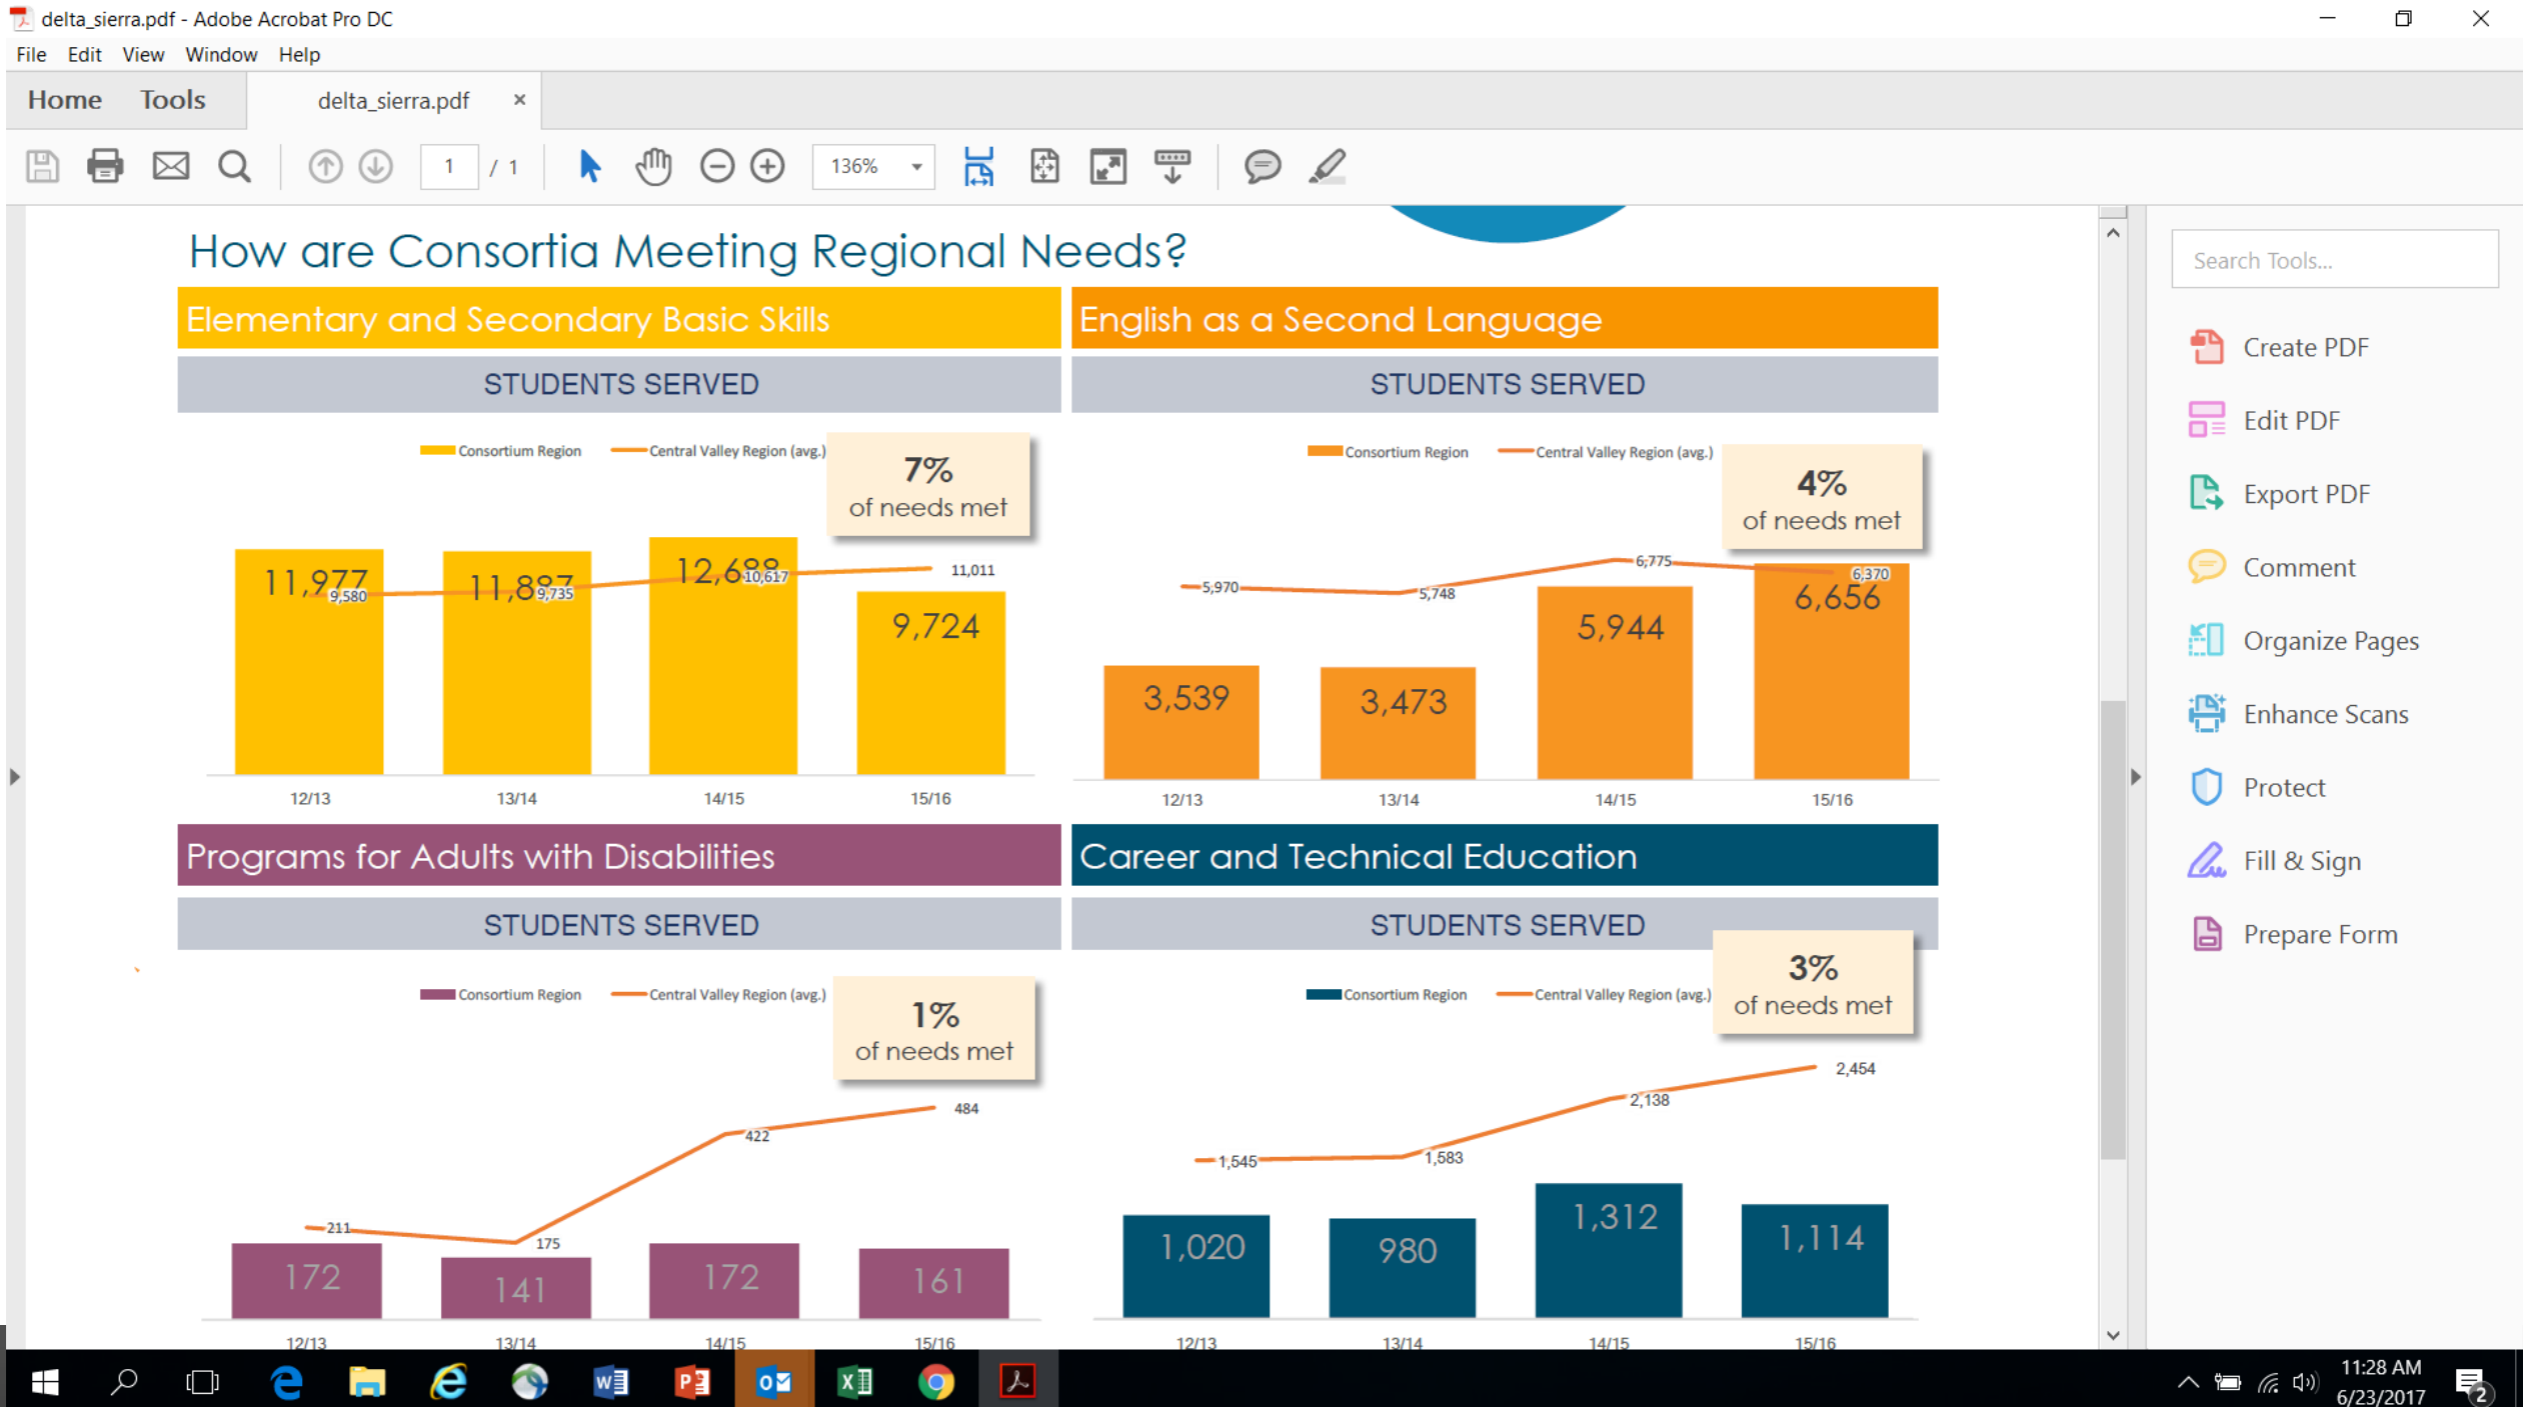 delta_sierra.pdf - Adobe Acrobat Pro DC
File Edit View Window Help
Home Tools delta_sierra.pdf ×
1 / 1 136%
How are Consortia Meeting Regional Needs?
Elementary and Secondary Basic Skills
STUDENTS SERVED
Consortium Region Central Valley Region (avg.)
7%
of needs met
11,977 11,887 12,688 9,724
9,580 9,735 10,617 11,011
12/13 13/14 14/15 15/16
English as a Second Language
STUDENTS SERVED
Consortium Region Central Valley Region (avg.)
4%
of needs met
5,970 5,748 6,775 6,370
3,539 3,473 5,944 6,656
12/13 13/14 14/15 15/16
Programs for Adults with Disabilities
STUDENTS SERVED
Consortium Region Central Valley Region (avg.)
1%
of needs met
211 175 422 484
172 141 172 161
12/13 13/14 14/15 15/16
Career and Technical Education
STUDENTS SERVED
Consortium Region Central Valley Region (avg.)
3%
of needs met
1,545 1,583 2,138 2,454
1,020 980 1,312 1,114
12/13 13/14 14/15 15/16
Search Tools...
Create PDF
Edit PDF
Export PDF
Comment
Organize Pages
Enhance Scans
Protect
Fill & Sign
Prepare Form
11:28 AM
6/23/2017
2